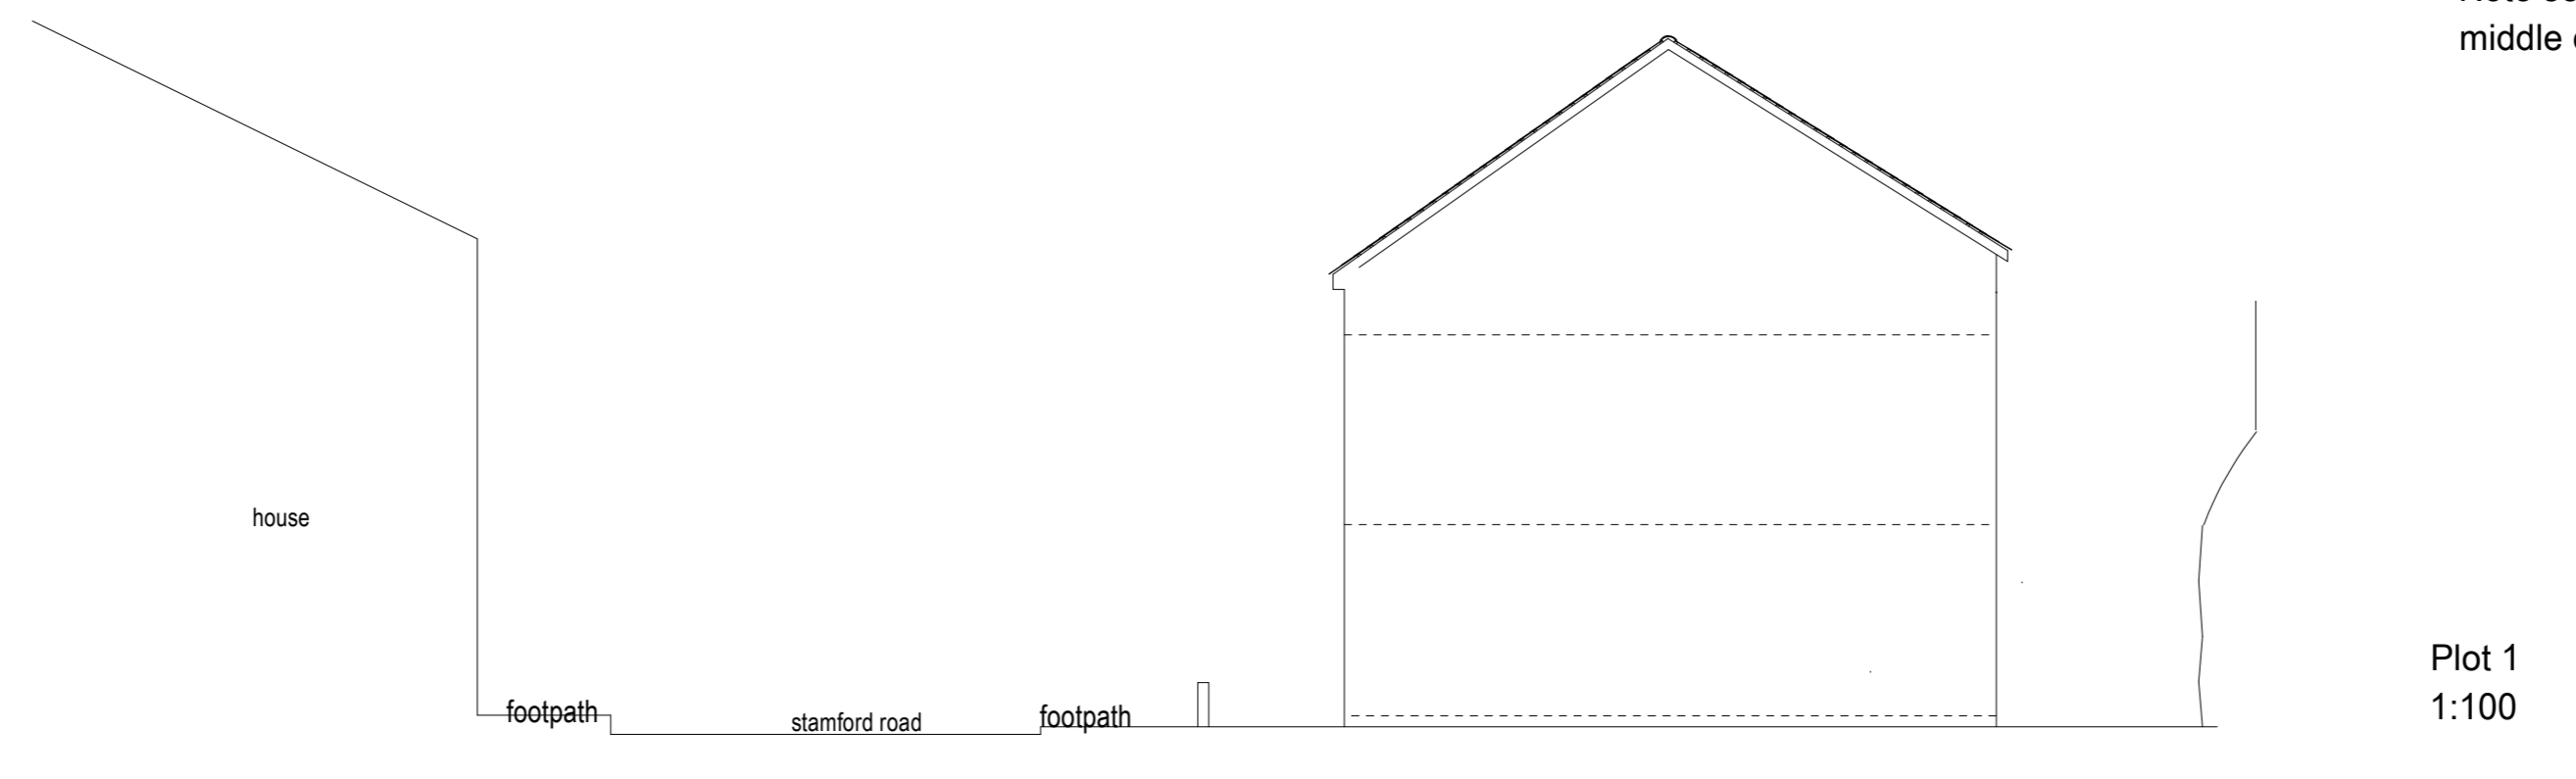 middle
house
footpath
stamford road
footpath
Plot 1
1:100